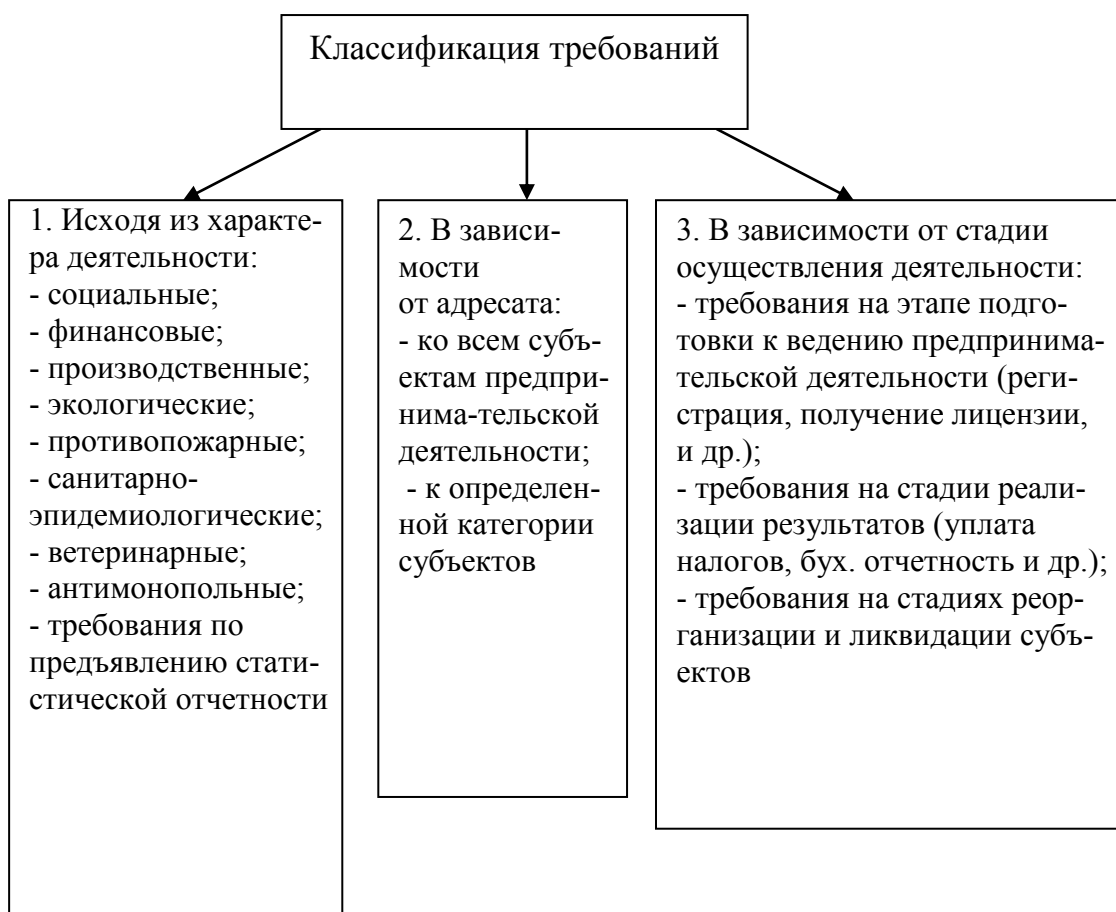 Классификация требований
1. Исходя из характе-
ра деятельности:
- социальные;
- финансовые;
- производственные;
- экологические;
- противопожарные;
- санитарно-
эпидемиологические;
- ветеринарные;
- антимонопольные;
- требования по
предъявлению стати-
стической отчетности
2. В зависи-
мости
от адресата:
- ко всем субъ-
ектам предпри-
нима-тельской
деятельности;
- к определен-
ной категории
субъектов
3. В зависимости от стадии
осуществления деятельности:
- требования на этапе подго-
товки к ведению предпринима-
тельской деятельности (реги-
страция, получение лицензии,
и др.);
- требования на стадии реали-
зации результатов (уплата
налогов, бух. отчетность и др.);
- требования на стадиях реор-
ганизации и ликвидации субъ-
ектов